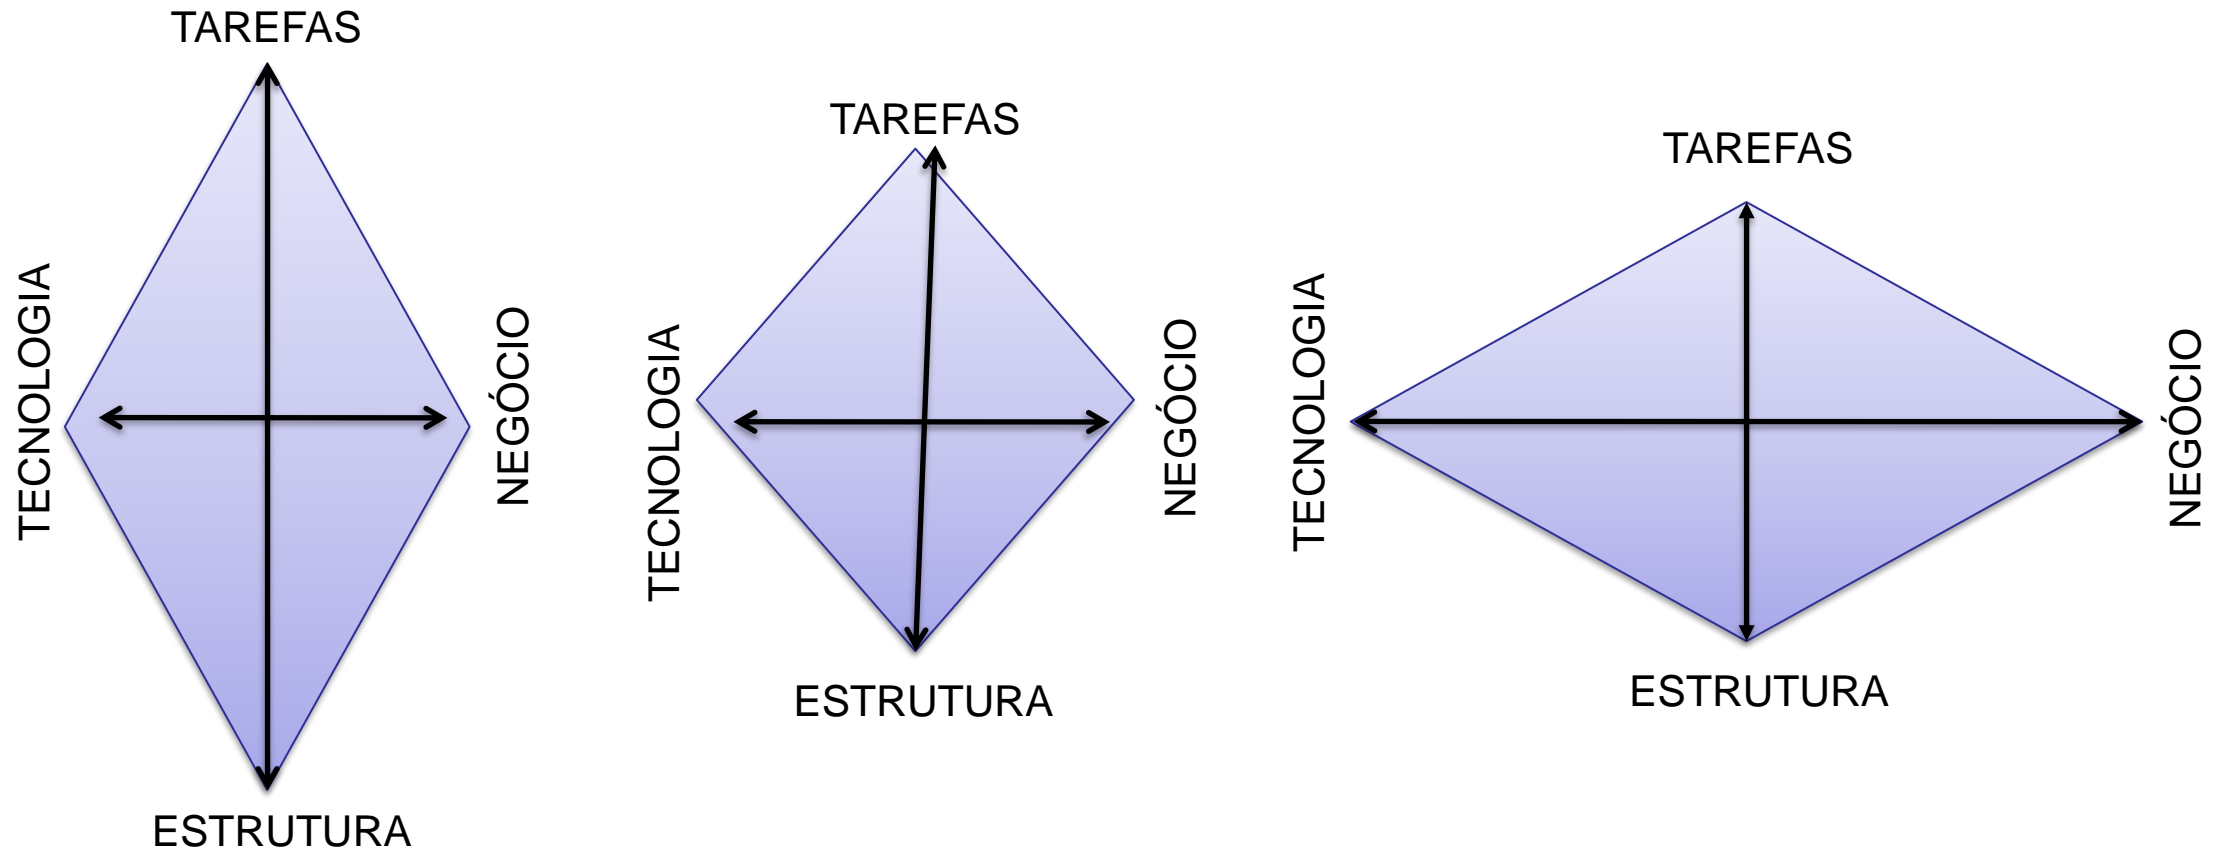 TAREFAS
TECNOLOGIA
NEGÓCIO
ESTRUTURA
TAREFAS
TECNOLOGIA
NEGÓCIO
ESTRUTURA
TAREFAS
TECNOLOGIA
NEGÓCIO
ESTRUTURA